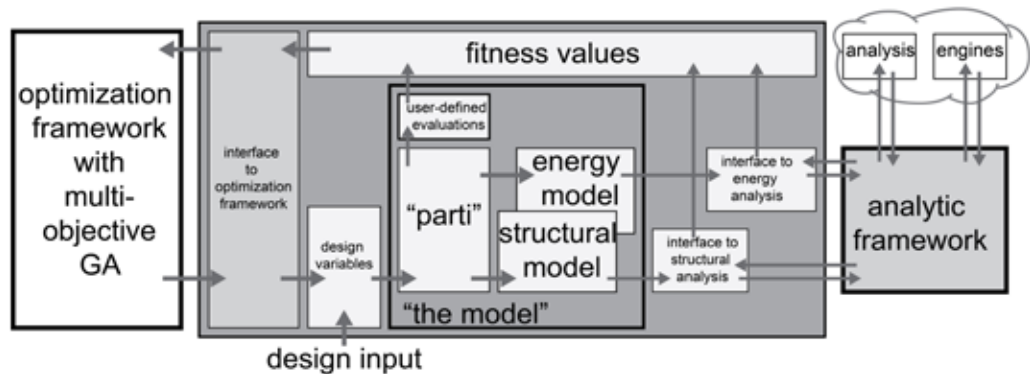 optimization
framework
with
multi-
objective
GA
interface
to
optimization
framework
fitness values
user-defined
evaluations
design
variables
"parti"
energy
model
structural
model
"the model"
interface to
energy
analysis
interface to
structural
analysis
analysis
engines
analytic
framework
design input